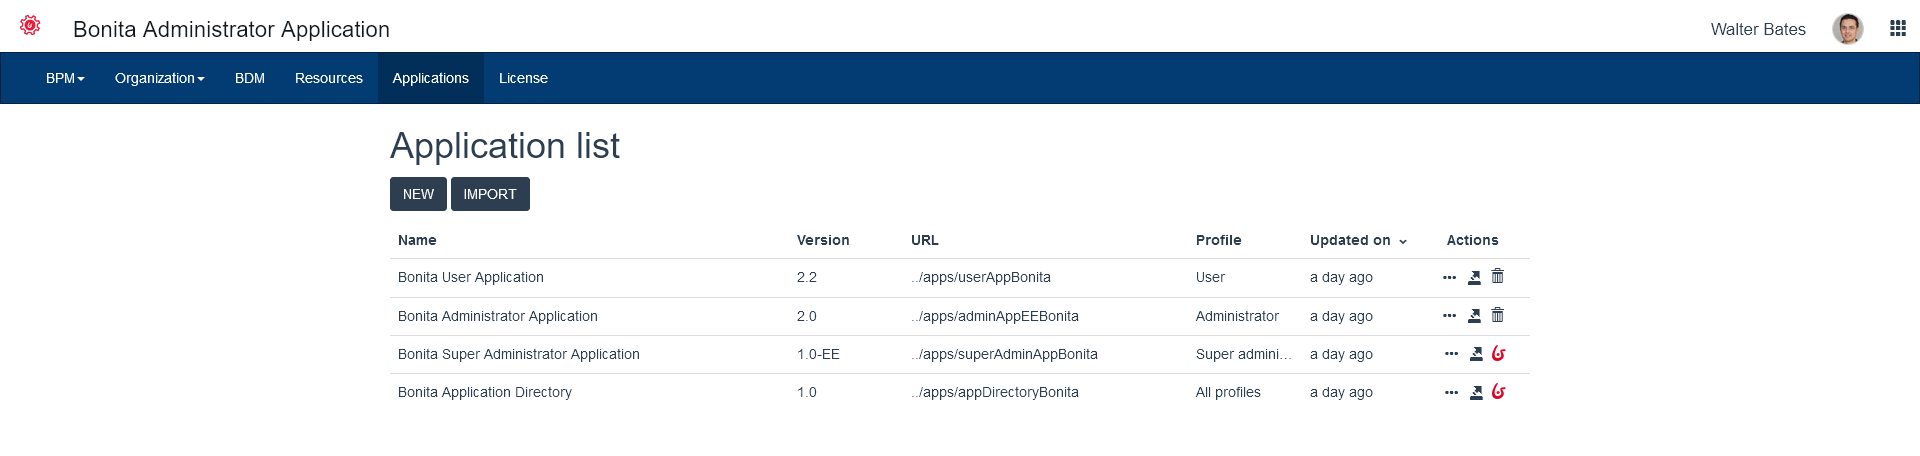 Bonita Administrator Application
Walter Bates
BPM Organization BDM Resources Applications License
Application list
NEW IMPORT
Name Version URL Profile Updated on Actions
Bonita User Application 2.2 ../apps/userAppBonita User a day ago
Bonita Administrator Application 2.0 ../apps/adminAppEEBonita Administrator a day ago
Bonita Super Administrator Application 1.0-EE ../apps/superAdminAppBonita Super admini... a day ago
Bonita Application Directory 1.0 ../apps/appDirectoryBonita All profiles a day ago